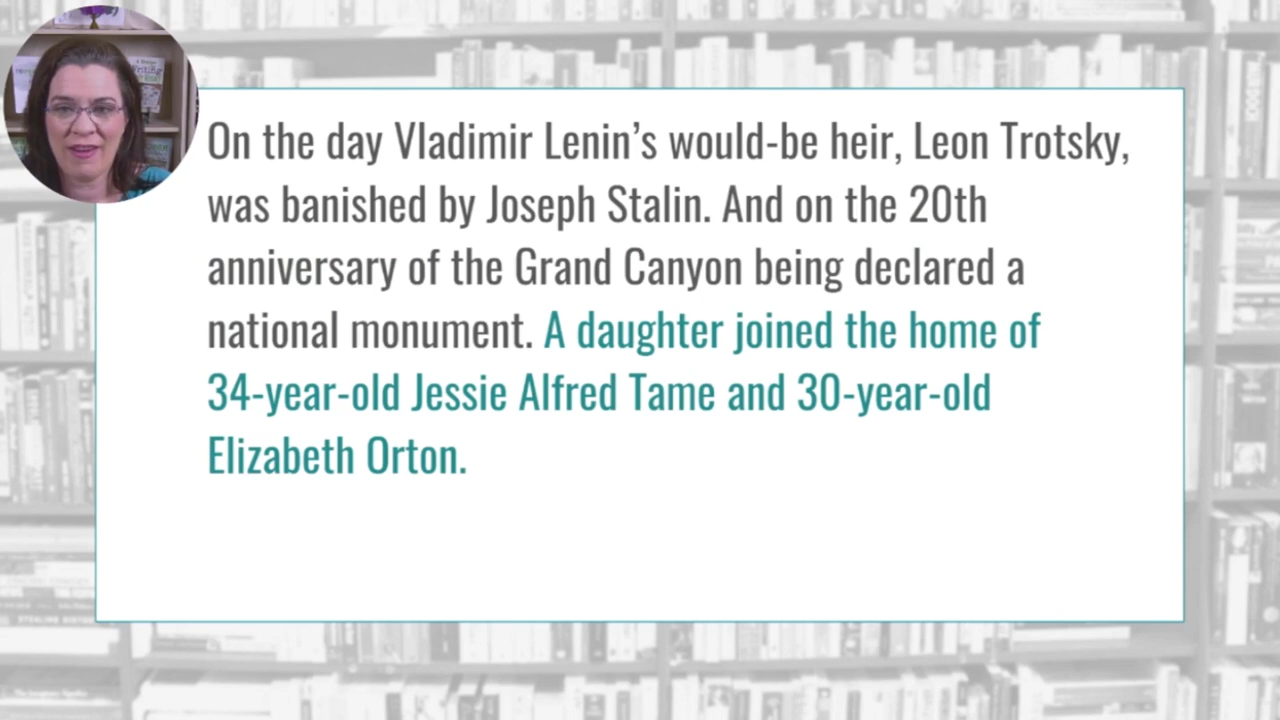 On the day Vladimir Lenin’s would-be heir, Leon Trotsky,
was banished by Joseph Stalin. And on the 20th
anniversary of the Grand Canyon being declared a
national monument. A daughter joined the home of
34-year-old Jessie Alfred Tame and 30-year-old
Elizabeth Orton.